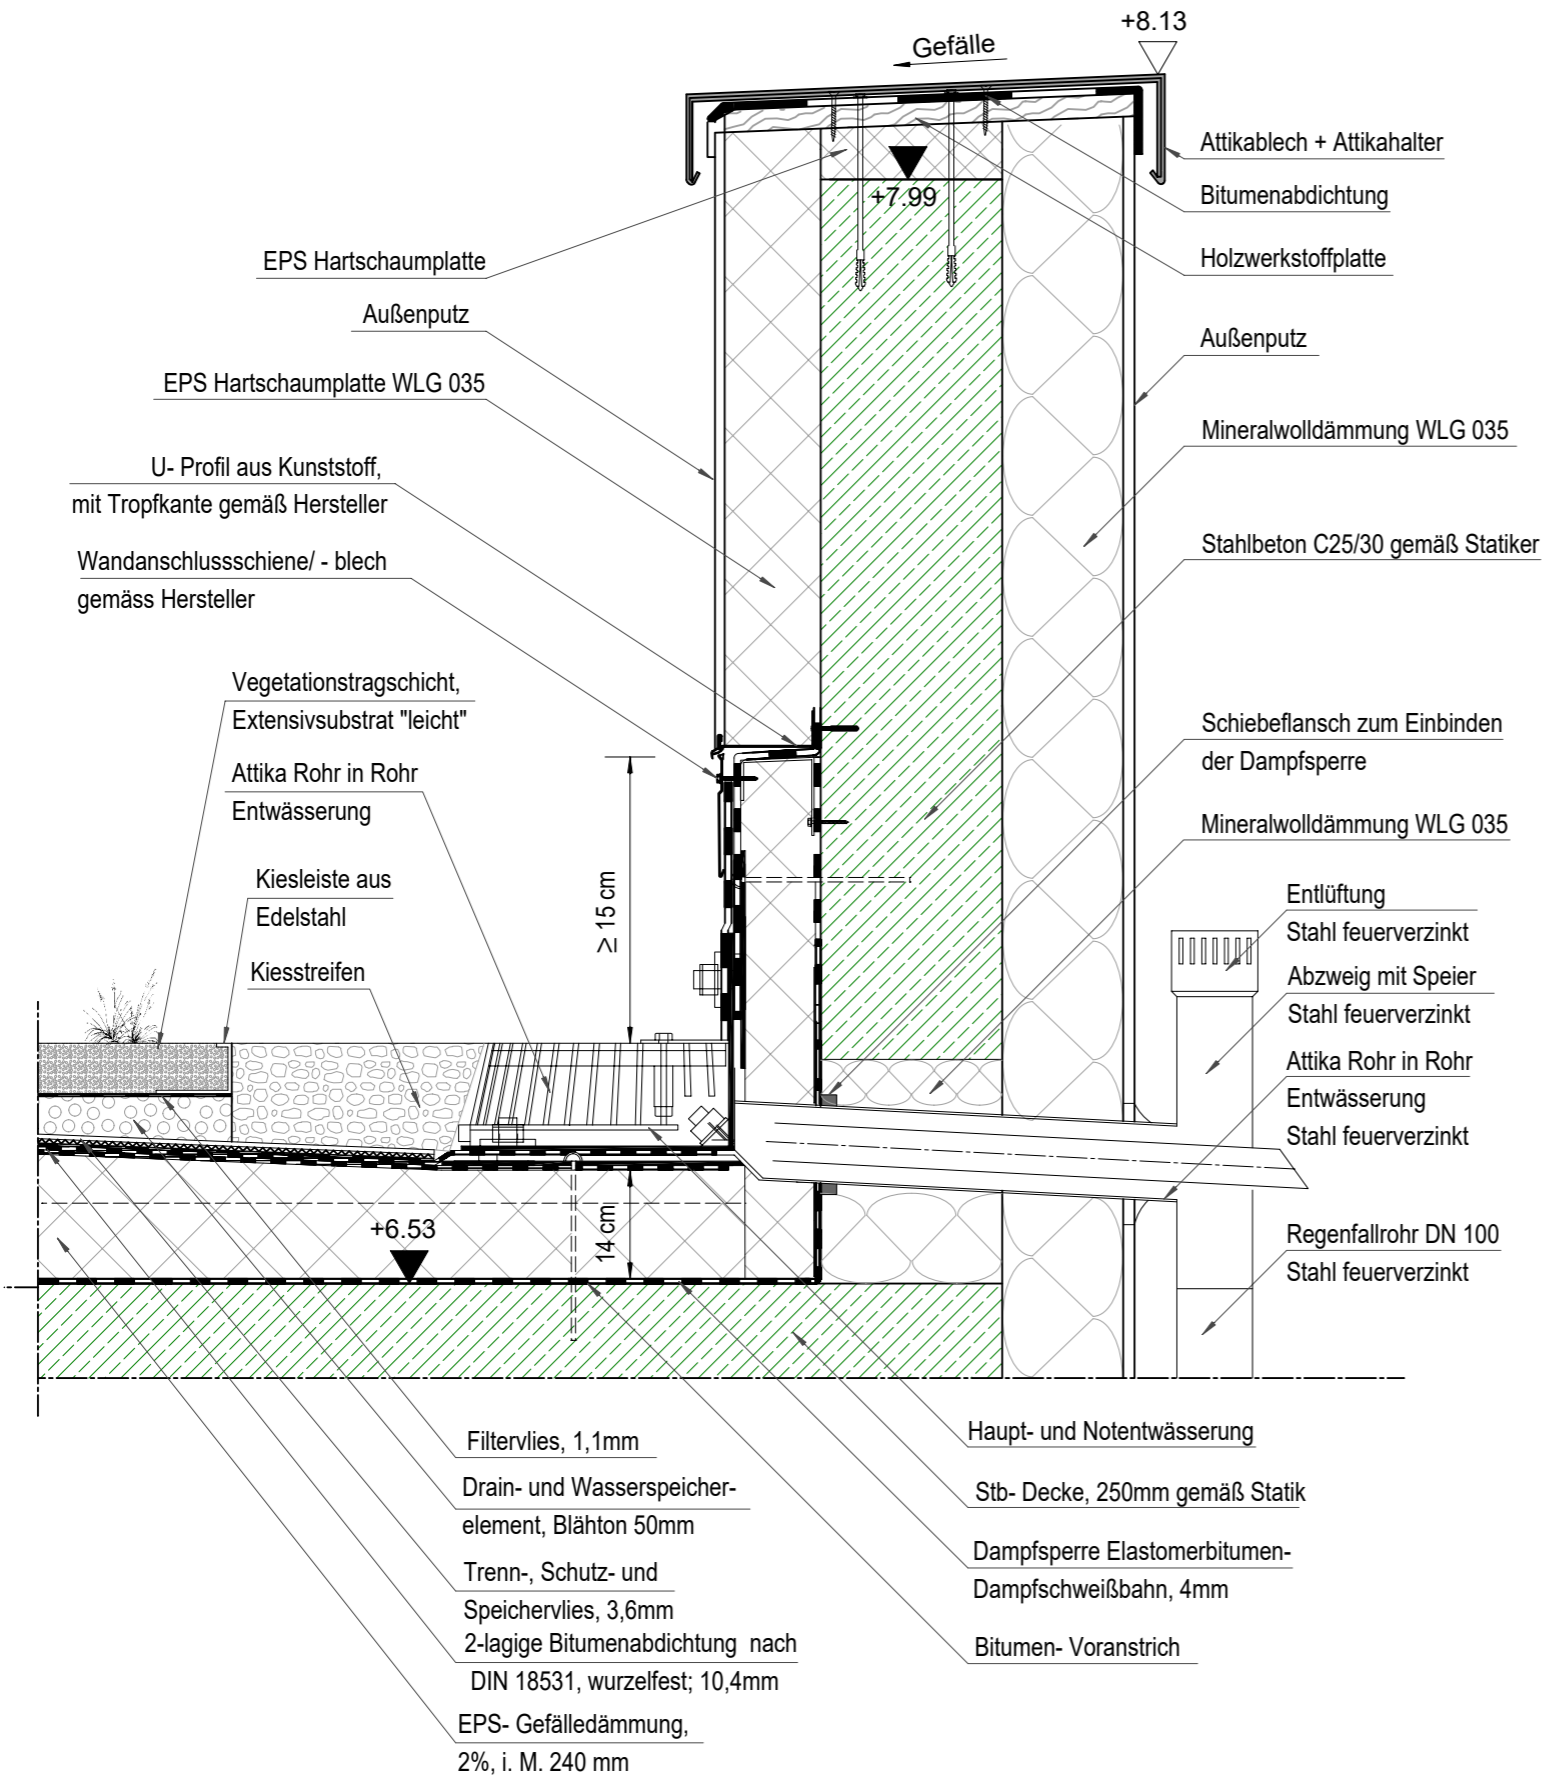 +8.13
Gefälle
Attikablech + Attikahalter
Bitumenabdichtung
+7.99
Holzwerkstoffplatte
EPS Hartschaumplatte
Außenputz
Außenputz
EPS Hartschaumplatte WLG 035
Mineralwolldämmung WLG 035
U- Profil aus Kunststoff,
mit Tropfkante gemäß Hersteller
Stahlbeton C25/30 gemäß Statiker
Wandanschlussschiene/ - blech
gemäss Hersteller
Vegetationstragschicht,
Extensivsubstrat "leicht"
Schiebeflansch zum Einbinden
der Dampfsperre
Attika Rohr in Rohr
Entwässerung
Mineralwolldämmung WLG 035
Kiesleiste aus
Edelstahl
≥ 15 cm
Entlüftung
Stahl feuerverzinkt
Kiesstreifen
Abzweig mit Speier
Stahl feuerverzinkt
Attika Rohr in Rohr
Entwässerung
Stahl feuerverzinkt
+6.53
14 cm
Regenfallrohr DN 100
Stahl feuerverzinkt
Filtervlies, 1,1mm
Drain- und Wasserspeicher-
element, Blähton 50mm
Trenn-, Schutz- und
Speichervlies, 3,6mm
2-lagige Bitumenabdichtung nach
DIN 18531, wurzelfest; 10,4mm
EPS- Gefälledämmung,
2%, i. M. 240 mm
Haupt- und Notentwässerung
Stb- Decke, 250mm gemäß Statik
Dampfsperre Elastomerbitumen-
Dampfschweißbahn, 4mm
Bitumen- Voranstrich